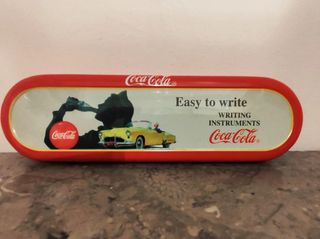 Coca-Cola
Easy to write
WRITING
INSTRUMENTS
Coca-Cola
Coca-Cola